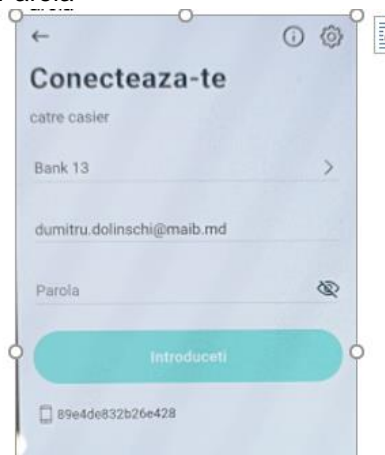 Parola
Conecteaza-te
catre casier
Bank 13
dumitru.dolinschi@maib.md
Parola
Introduceti
89e4de832b26e428